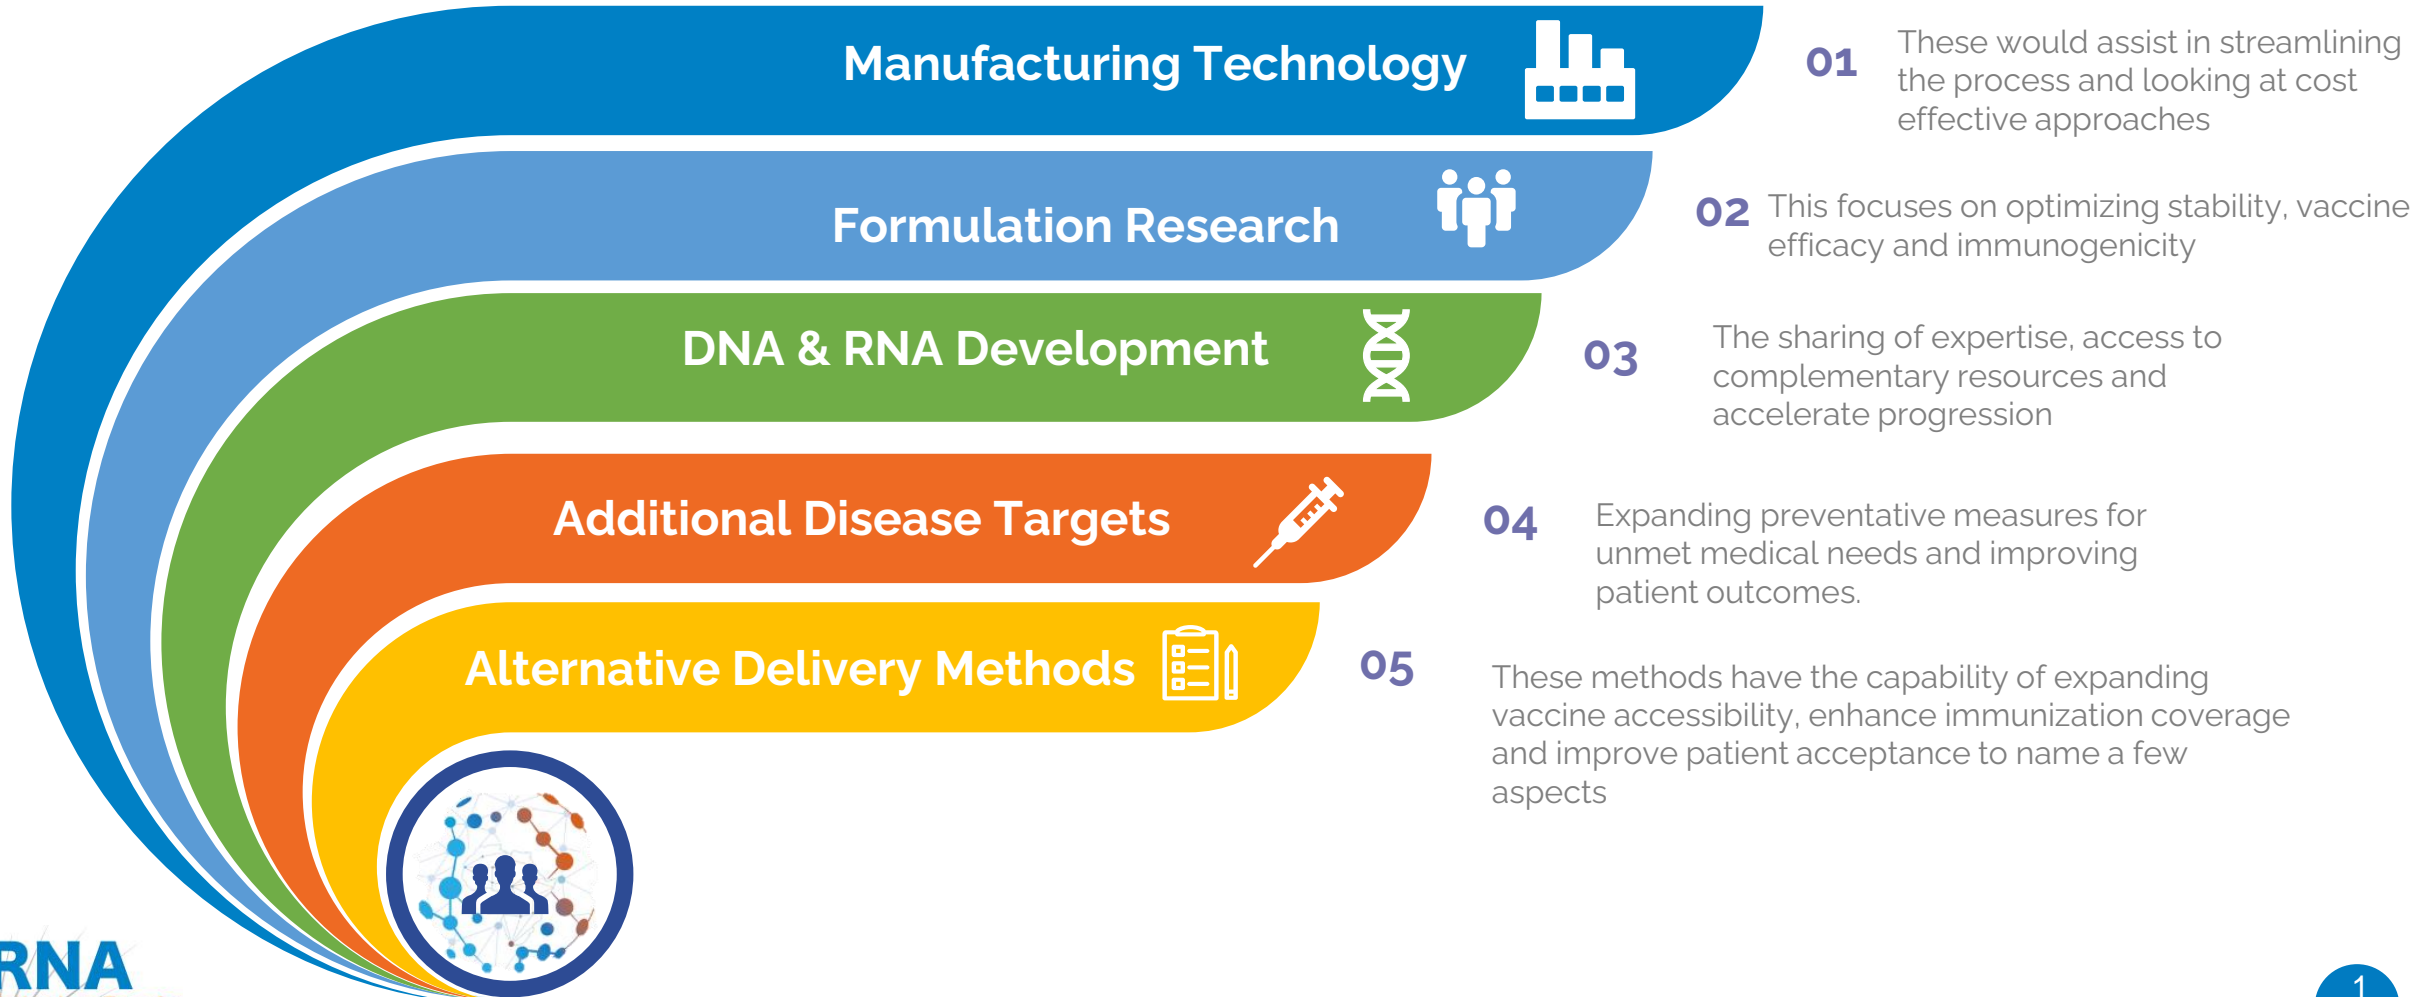 Manufacturing Technology
01
These would assist in streamlining
the process and looking at cost
effective approaches
Formulation Research
02
This focuses on optimizing stability, vaccine
efficacy and immunogenicity
DNA & RNA Development
03
The sharing of expertise, access to
complementary resources and
accelerate progression
Additional Disease Targets
04
Expanding preventative measures for
unmet medical needs and improving
patient outcomes.
Alternative Delivery Methods
05
These methods have the capability of expanding
vaccine accessibility, enhance immunization coverage
and improve patient acceptance to name a few
aspects
RNA
1